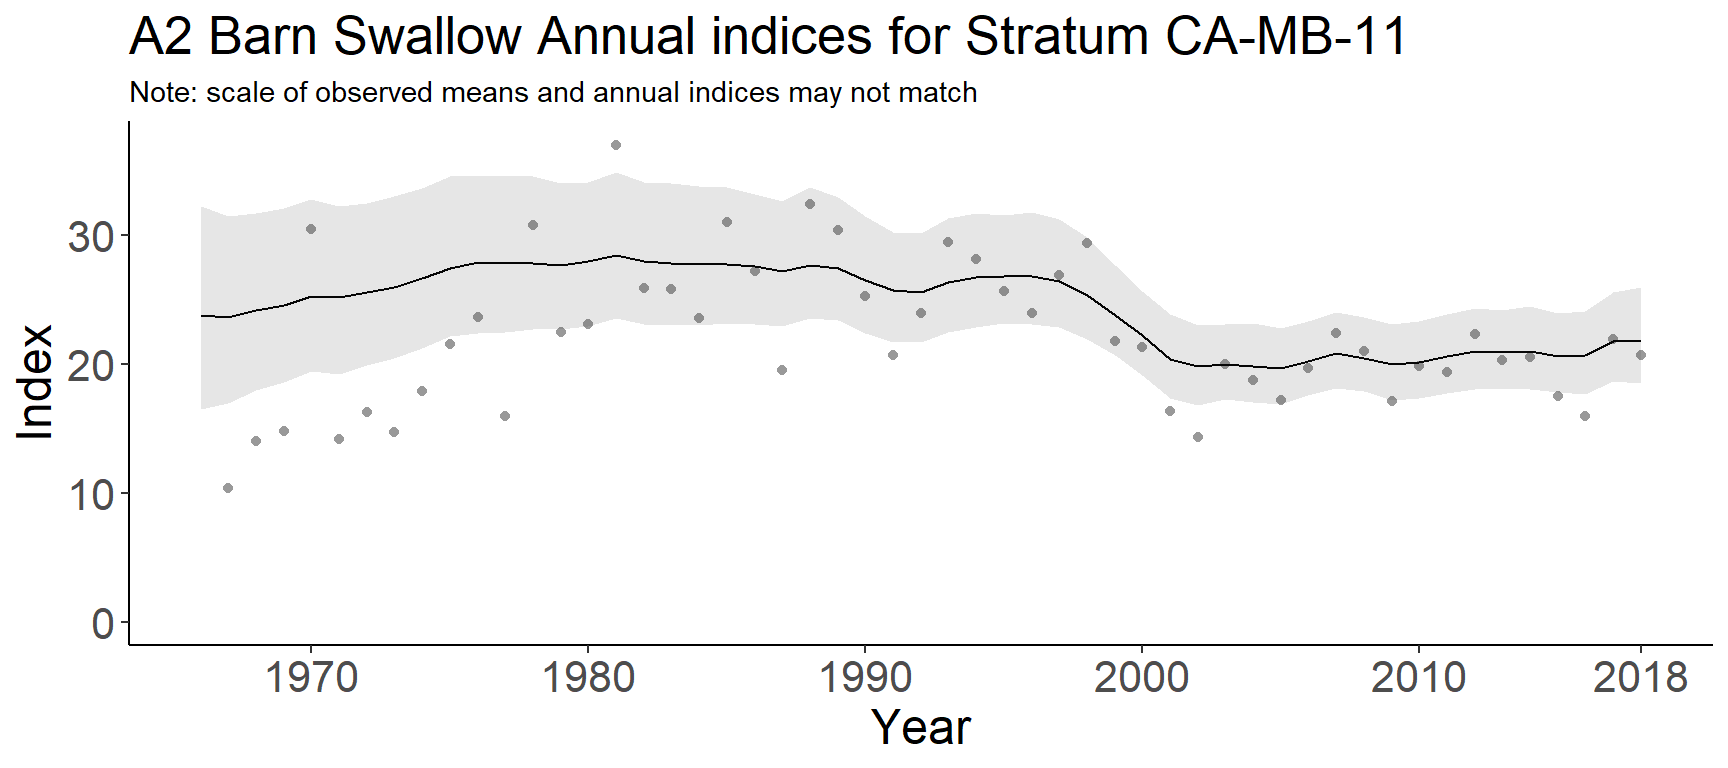 A2 Barn Swallow Annual indices for Stratum CA-MB-11
Note: scale of observed means and annual indices may not match
30
20
10
0
Index
1970 1980 1990 2000 2010 2018
Year